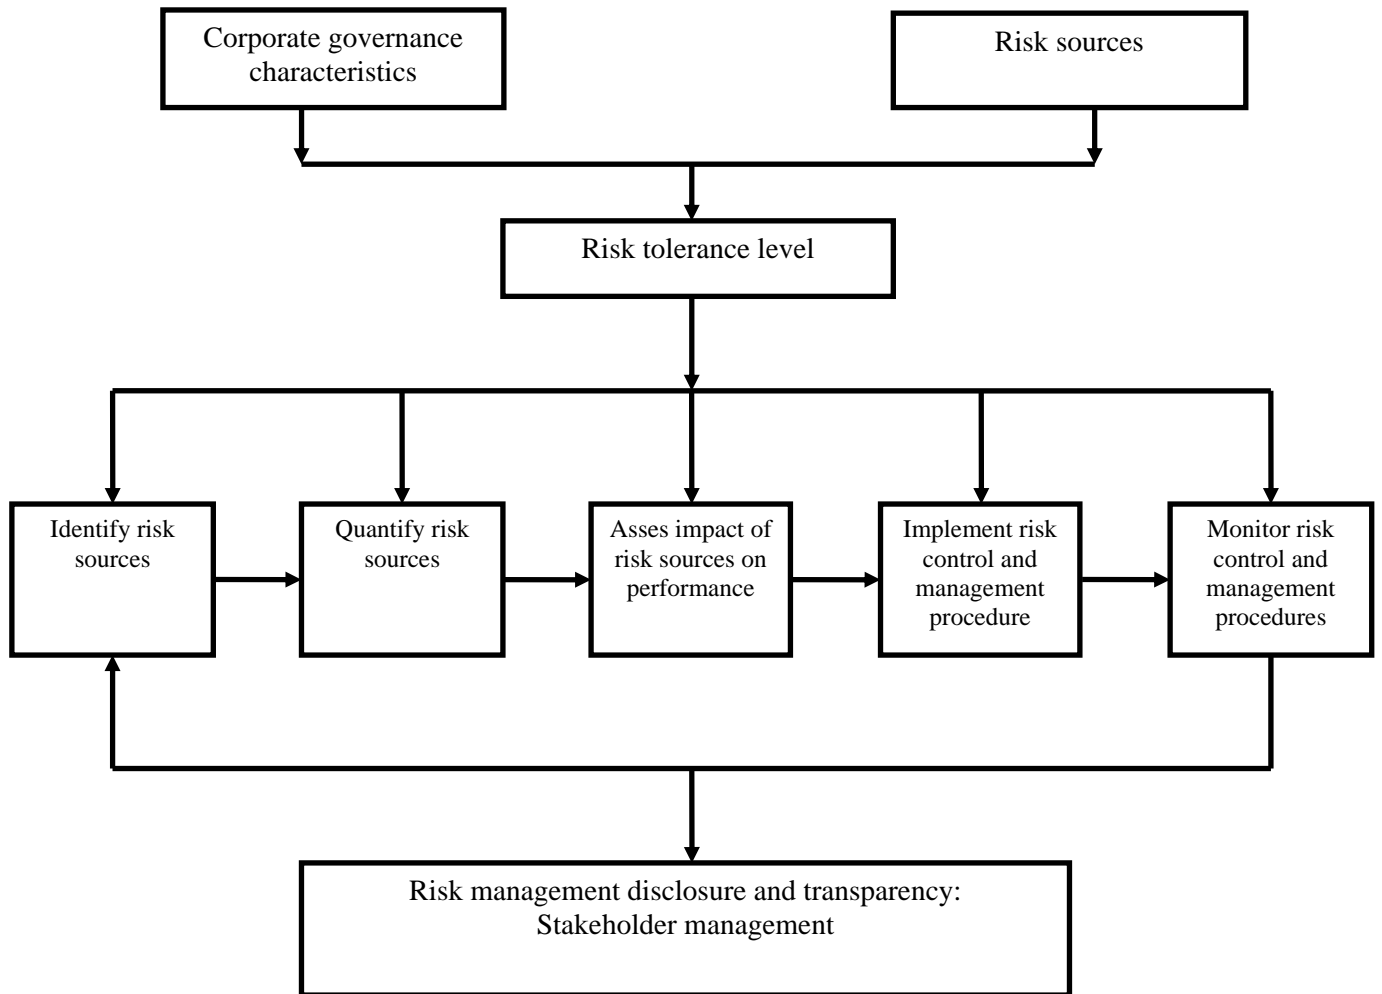 Corporate governance
characteristics
Risk sources
Risk tolerance level
Identify risk
sources
Quantify risk
sources
Asses impact of
risk sources on
performance
Implement risk
control and
management
procedure
Monitor risk
control and
management
procedures
Risk management disclosure and transparency:
Stakeholder management